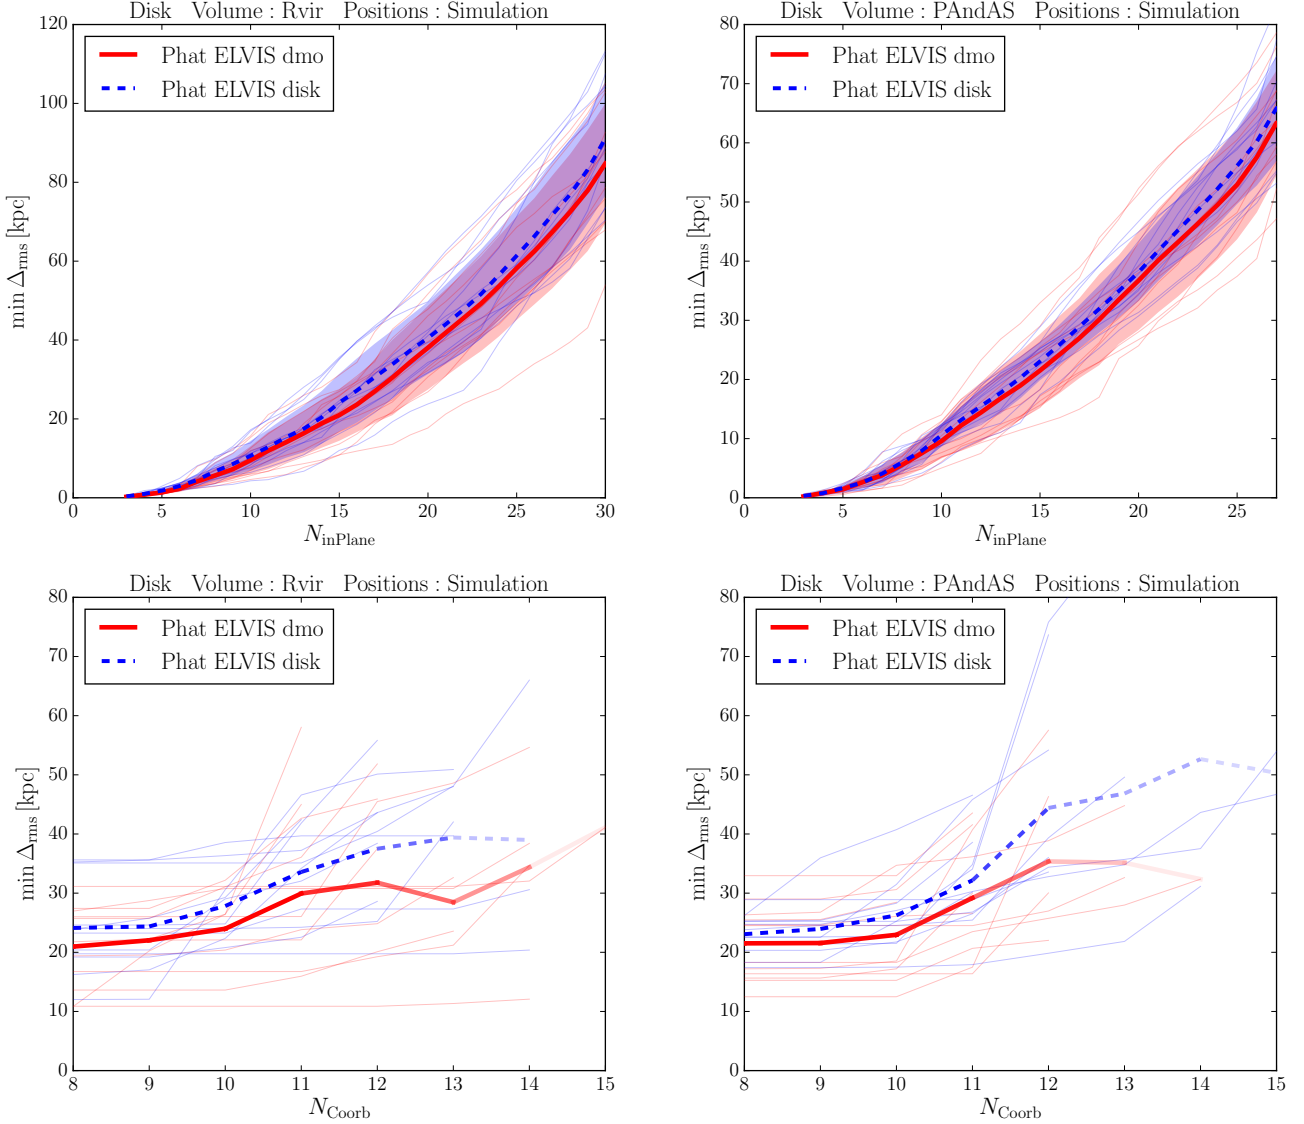 Disk Volume : Rvir Positions : Simulation
120
100
80
60
40
20
0
min Δrms [kpc]
Phat ELVIS dmo
Phat ELVIS disk
0 5 10 15 20 25 30
NinPlane
Disk Volume : PAndAS Positions : Simulation
80
70
60
50
40
30
20
10
0
min Δrms [kpc]
Phat ELVIS dmo
Phat ELVIS disk
0 5 10 15 20 25
NinPlane
Disk Volume : Rvir Positions : Simulation
80
70
60
50
40
30
20
10
0
min Δrms [kpc]
Phat ELVIS dmo
Phat ELVIS disk
8 9 10 11 12 13 14 15
NCoorb
Disk Volume : PAndAS Positions : Simulation
80
70
60
50
40
30
20
10
0
min Δrms [kpc]
Phat ELVIS dmo
Phat ELVIS disk
8 9 10 11 12 13 14 15
NCoorb